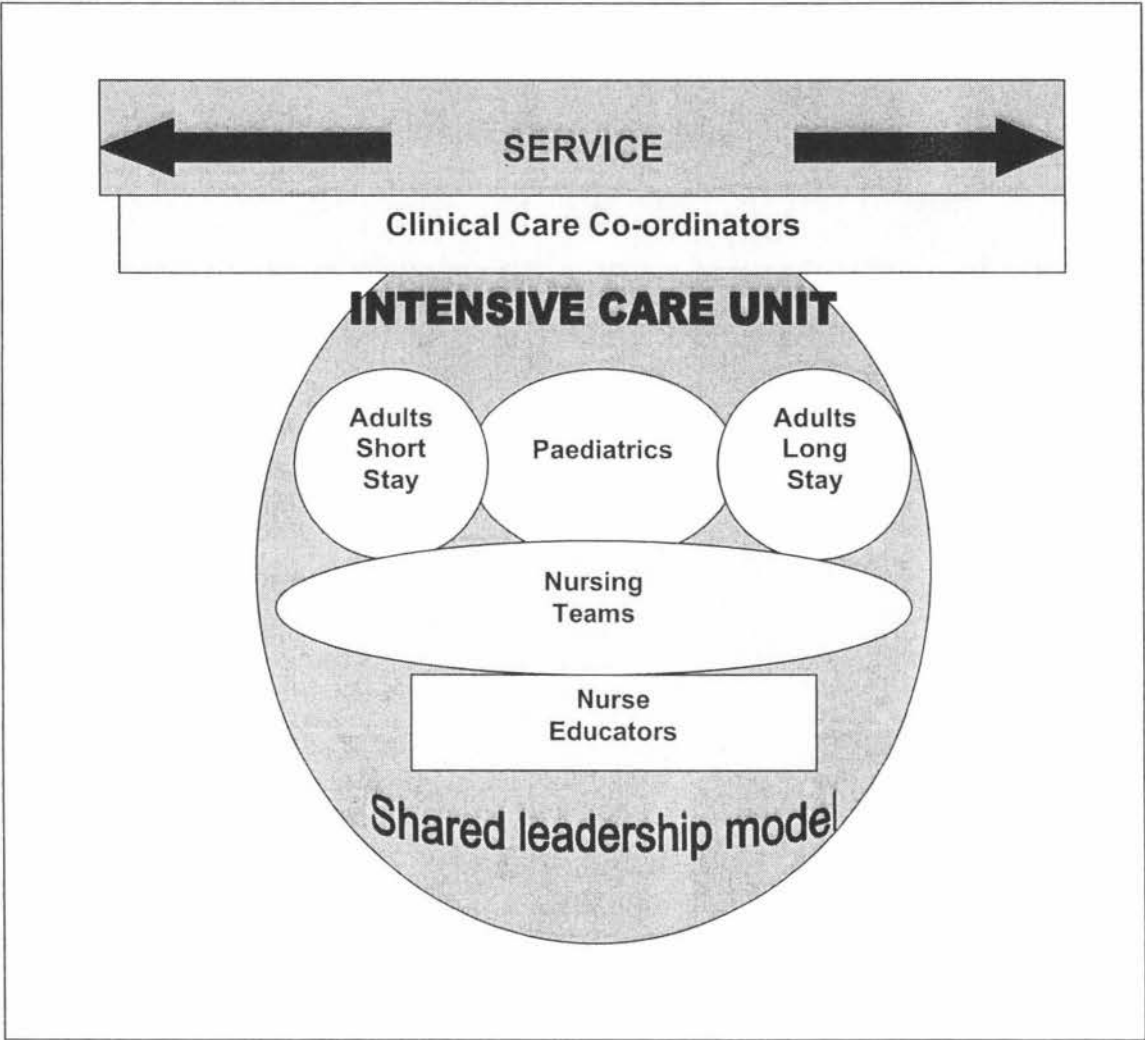 SERVICE
Clinical Care Co-ordinators
INTENSIVE CARE UNIT
Adults
Short
Stay
Paediatrics
Adults
Long
Stay
Nursing
Teams
Nurse
Educators
Shared leadership model